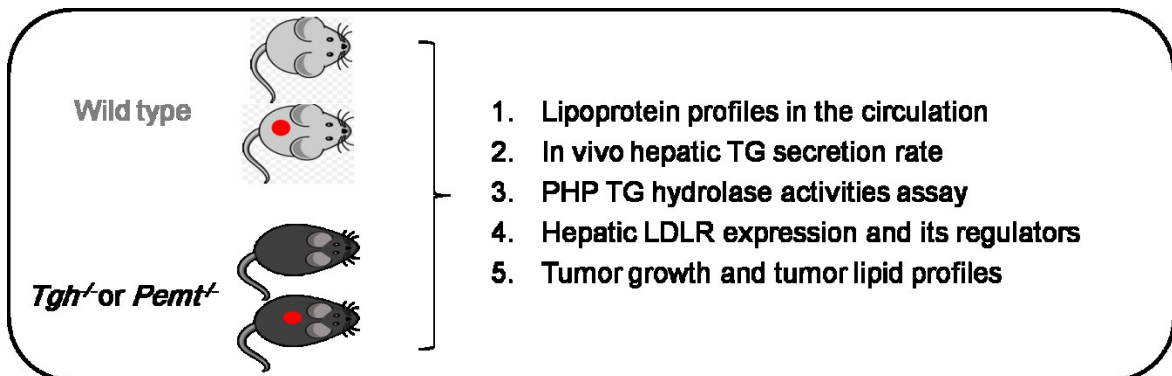 Wild type
Tgh-/- or Pemt-/-
1. Lipoprotein profiles in the circulation
2. In vivo hepatic TG secretion rate
3. PHP TG hydrolase activities assay
4. Hepatic LDLR expression and its regulators
5. Tumor growth and tumor lipid profiles